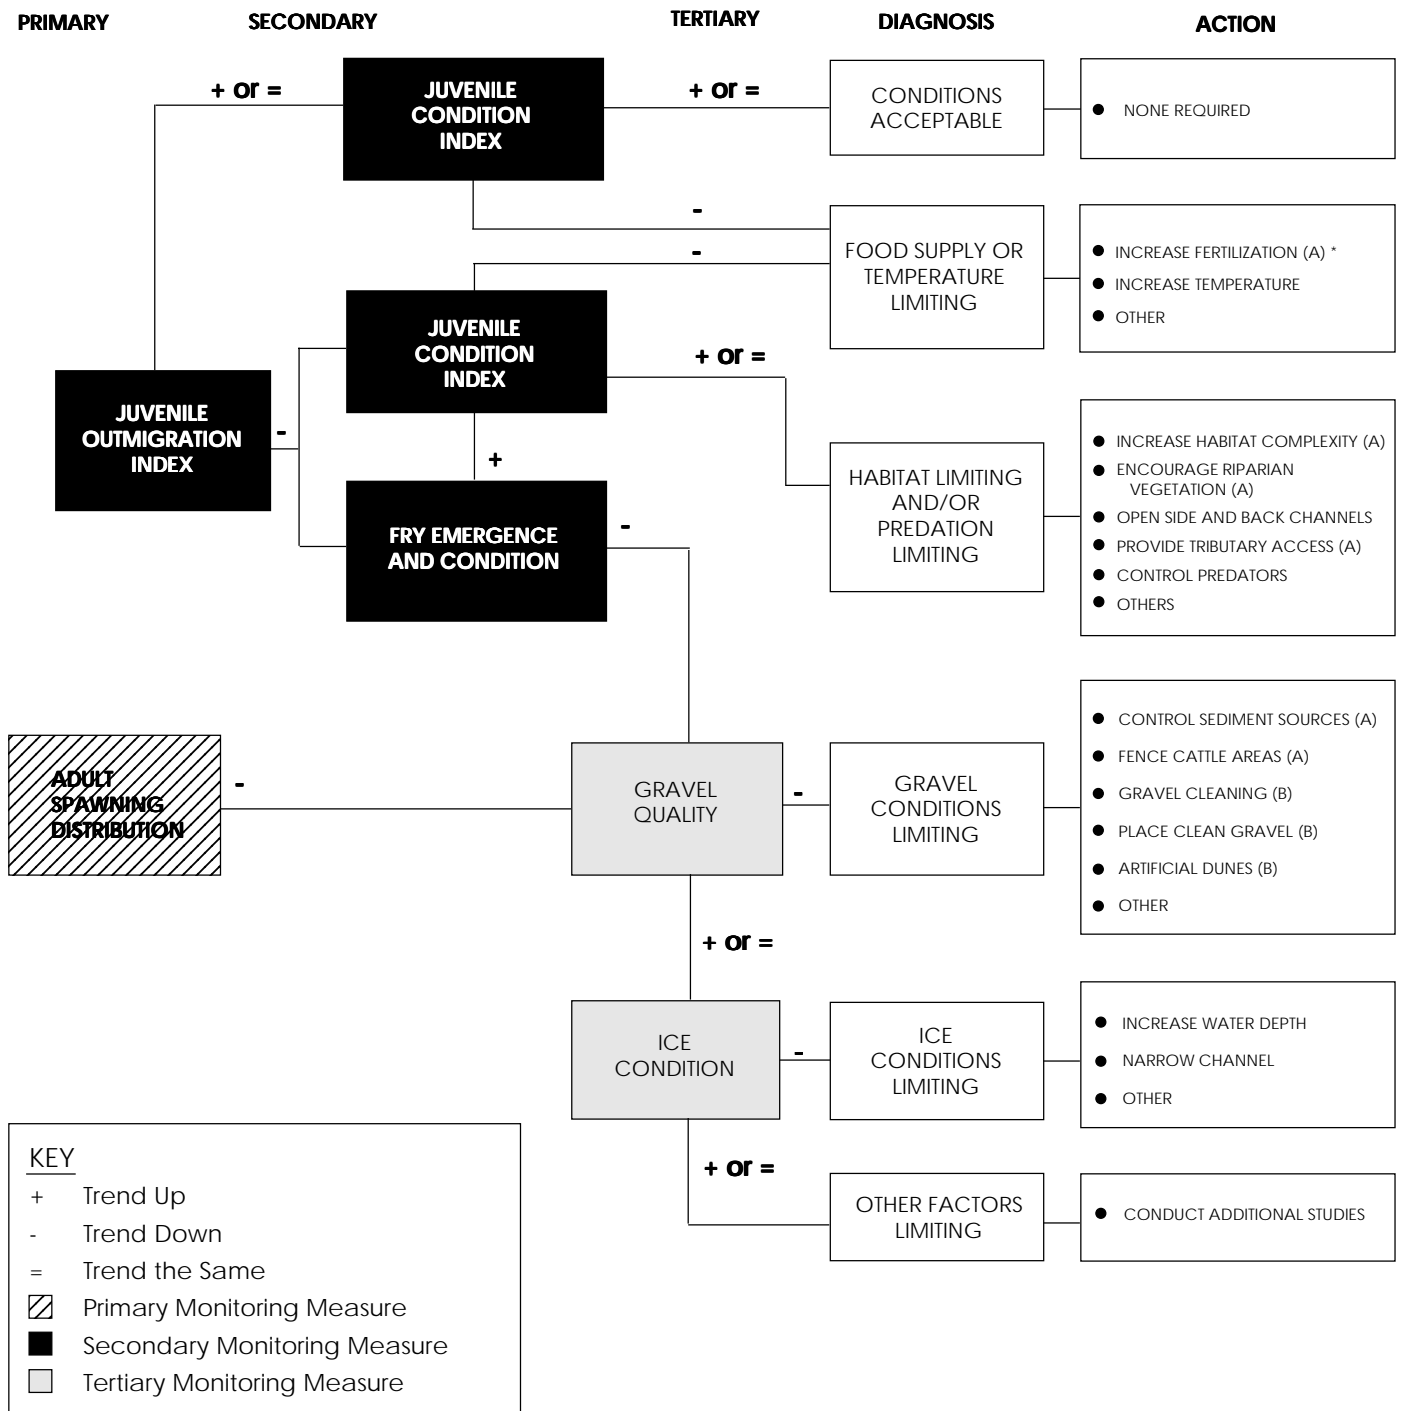 PRIMARY SECONDARY TERTIARY DIAGNOSIS ACTION
+ or =
JUVENILE
CONDITION
INDEX
+ or =
CONDITIONS
ACCEPTABLE
● NONE REQUIRED
-
-
FOOD SUPPLY OR
TEMPERATURE
LIMITING
● INCREASE FERTILIZATION (A) *
● INCREASE TEMPERATURE
● OTHER
JUVENILE
CONDITION
INDEX
+ or =
JUVENILE
OUTMIGRATION
INDEX
-
+
FRY EMERGENCE
AND CONDITION
-
HABITAT LIMITING
AND/OR
PREDATION
LIMITING
● INCREASE HABITAT COMPLEXITY (A)
● ENCOURAGE RIPARIAN
VEGETATION (A)
● OPEN SIDE AND BACK CHANNELS
● PROVIDE TRIBUTARY ACCESS (A)
● CONTROL PREDATORS
● OTHERS
ADULT
SPAWNING
DISTRIBUTION
-
GRAVEL
QUALITY
-
GRAVEL
CONDITIONS
LIMITING
● CONTROL SEDIMENT SOURCES (A)
● FENCE CATTLE AREAS (A)
● GRAVEL CLEANING (B)
● PLACE CLEAN GRAVEL (B)
● ARTIFICIAL DUNES (B)
● OTHER
+ or =
ICE
CONDITION
-
ICE
CONDITIONS
LIMITING
● INCREASE WATER DEPTH
● NARROW CHANNEL
● OTHER
+ or =
OTHER FACTORS
LIMITING
● CONDUCT ADDITIONAL STUDIES
KEY
+ Trend Up
- Trend Down
= Trend the Same
Primary Monitoring Measure
Secondary Monitoring Measure
Tertiary Monitoring Measure